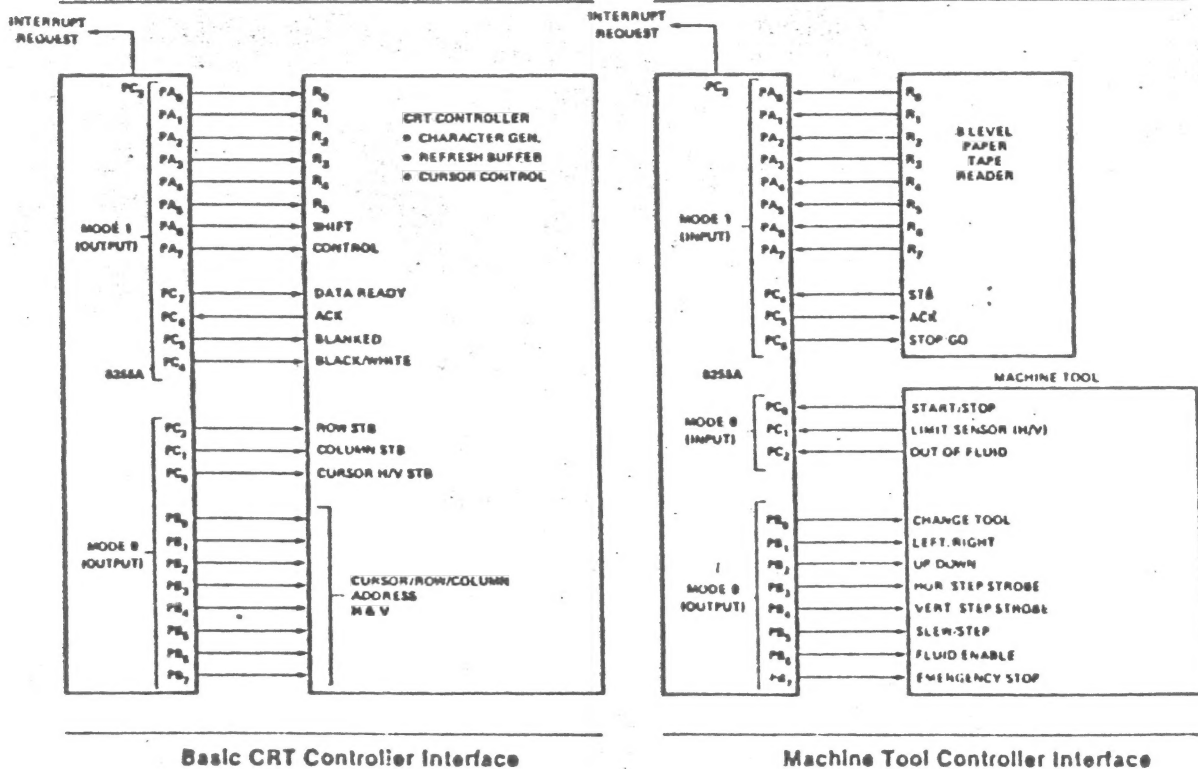 INTERRUPT
REQUEST
PC3
PA0 R0
PA1 R1
PA2 R2
PA3 R3
PA4 R4
PA5 R5
PA6 SHIFT
PA7 CONTROL
CRT CONTROLLER
• CHARACTER GEN.
• REFRESH BUFFER
• CURSOR CONTROL
MODE 1
(OUTPUT)
PC7 DATA READY
PC6 ACK
PC5 BLANKED
PC4 BLACK/WHITE
8255A
PC2 ROW STB
PC1 COLUMN STB
PC0 CURSOR H/V STB
MODE 0
(OUTPUT)
PB0
PB1
PB2
PB3
PB4
PB5
PB6
PB7
CURSOR/ROW/COLUMN
ADDRESS
H & V
Basic CRT Controller Interface
INTERRUPT
REQUEST
PC3
PA0 R0
PA1 R1
PA2 R2
PA3 R3
PA4 R4
PA5 R5
PA6 R6
PA7 R7
8 LEVEL
PAPER
TAPE
READER
MODE 1
(INPUT)
PC4 STB
PC5 ACK
PC6 STOP/GO
8255A
MACHINE TOOL
MODE 0
(INPUT)
PC0 START/STOP
PC1 LIMIT SENSOR (H/V)
PC2 OUT OF FLUID
MODE 0
(OUTPUT)
PB0 CHANGE TOOL
PB1 LEFT/RIGHT
PB2 UP/DOWN
PB3 HOR STEP STROBE
PB4 VERT STEP STROBE
PB5 SLEW/STEP
PB6 FLUID ENABLE
PB7 EMERGENCY STOP
Machine Tool Controller Interface